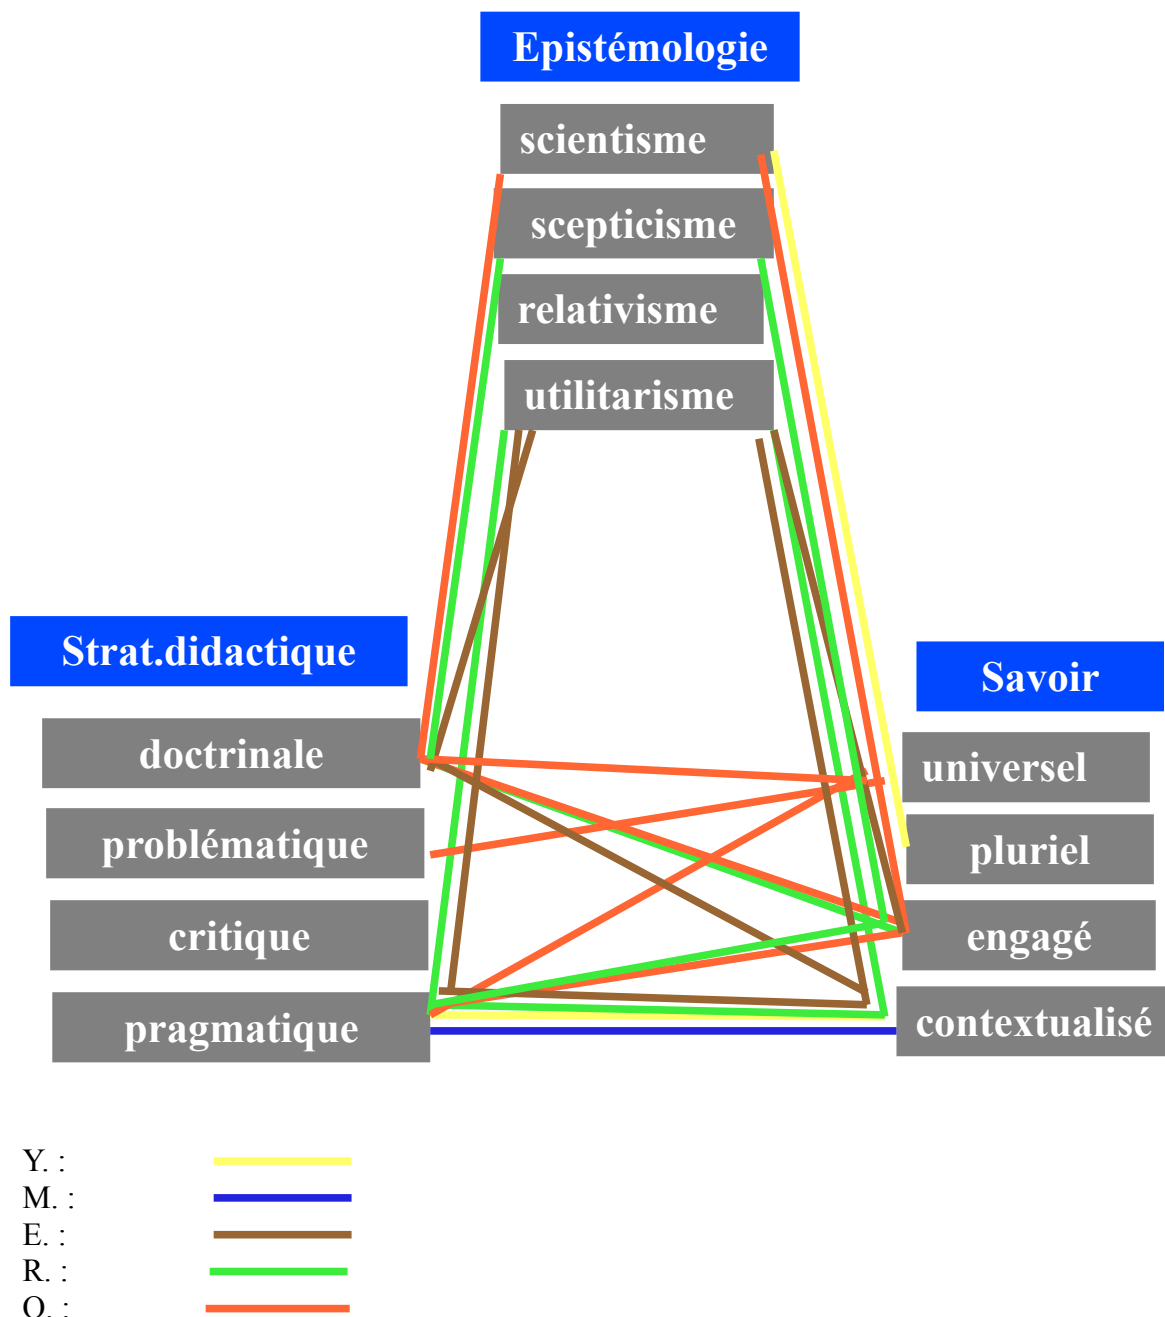 Epistémologie
scientisme
scepticisme
relativisme
utilitarisme
Strat.didactique
doctrinale
problématique
critique
pragmatique
Savoir
universel
pluriel
engagé
contextualisé
Y. :
M. :
E. :
R. :
O. :